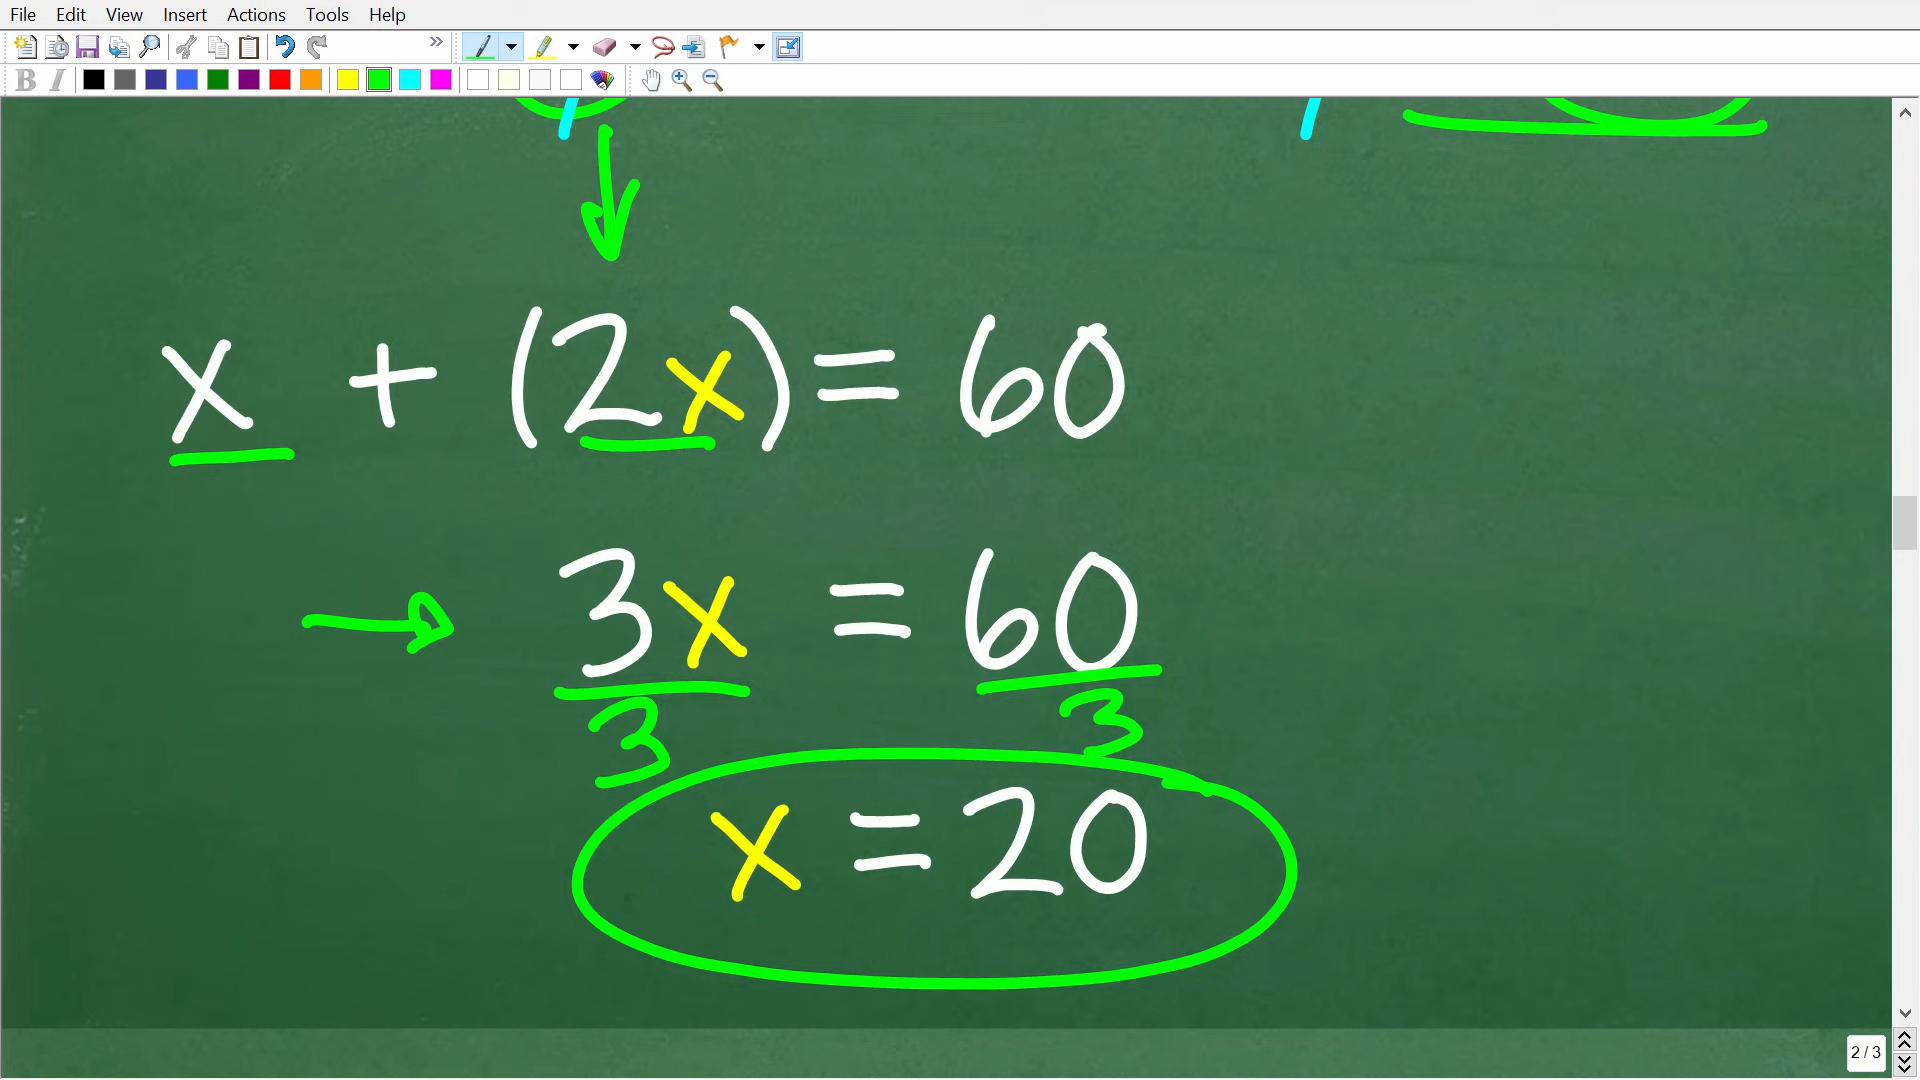 File Edit View Insert Actions Tools Help
B I
x + (2x) = 60
3x = 60
3 3
x = 20
2 / 3